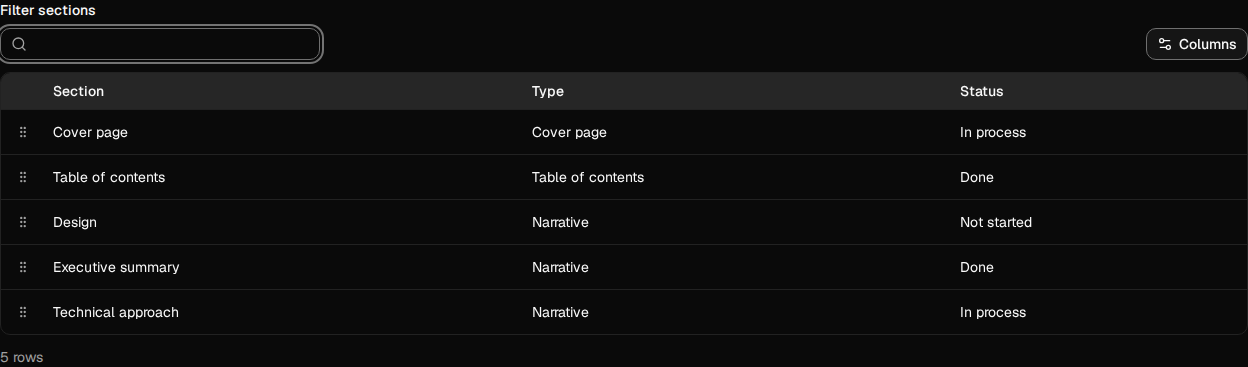 Filter sections
Columns
Section Type Status
Cover page Cover page In process
Table of contents Table of contents Done
Design Narrative Not started
Executive summary Narrative Done
Technical approach Narrative In process
5 rows